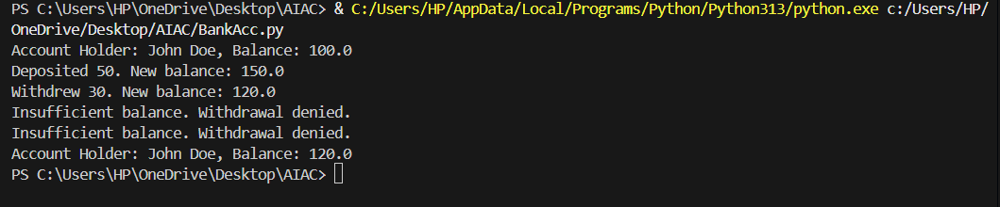 PS C:\Users\HP\OneDrive\Desktop\AIAC> & C:/Users/HP/AppData/Local/Programs/Python/Python313/python.exe c:/Users/HP/
OneDrive/Desktop/AIAC/BankAcc.py
Account Holder: John Doe, Balance: 100.0
Deposited 50. New balance: 150.0
Withdrew 30. New balance: 120.0
Insufficient balance. Withdrawal denied.
Insufficient balance. Withdrawal denied.
Account Holder: John Doe, Balance: 120.0
PS C:\Users\HP\OneDrive\Desktop\AIAC>